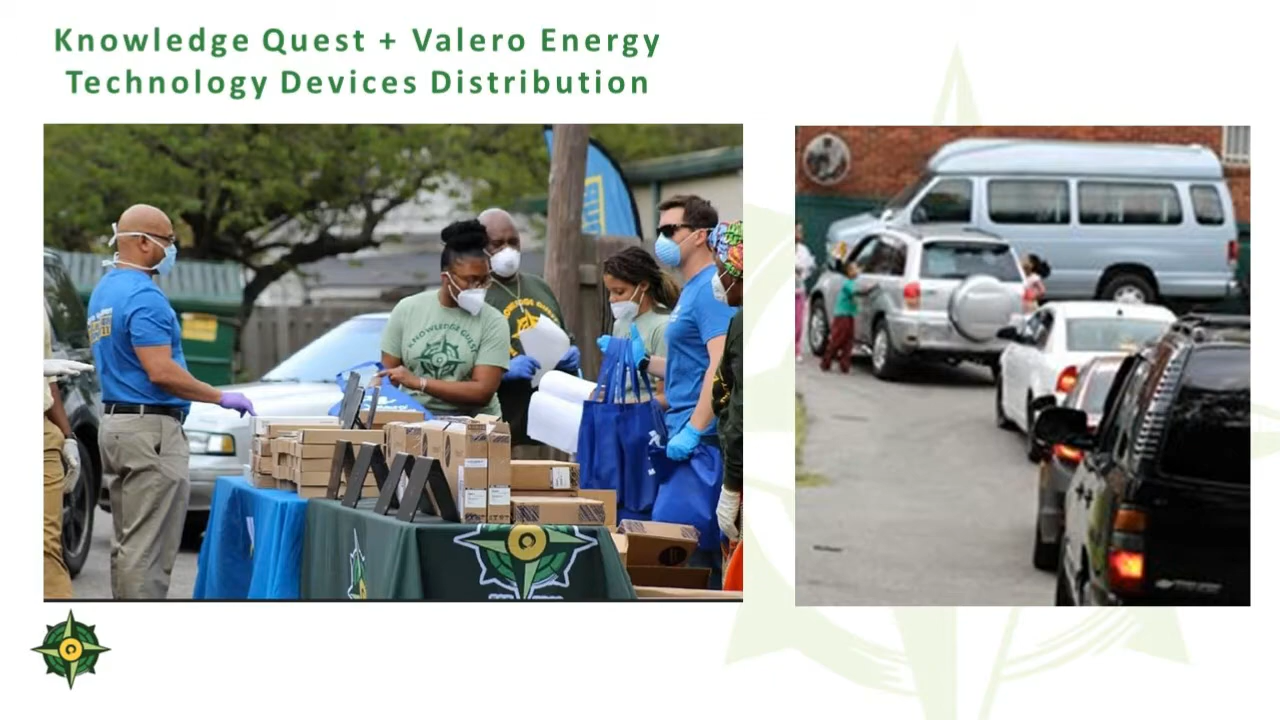 Knowledge Quest + Valero Energy
Technology Devices Distribution
KNOWLEDGE QUEST